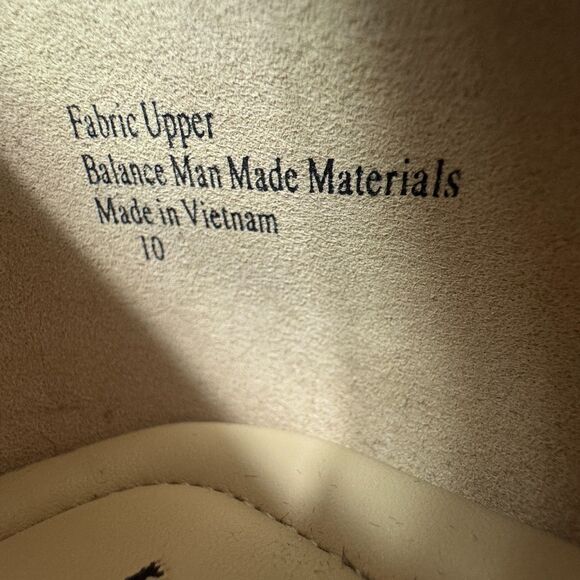 Fabric Upper
Balance Man Made Materials
Made in Vietnam
10